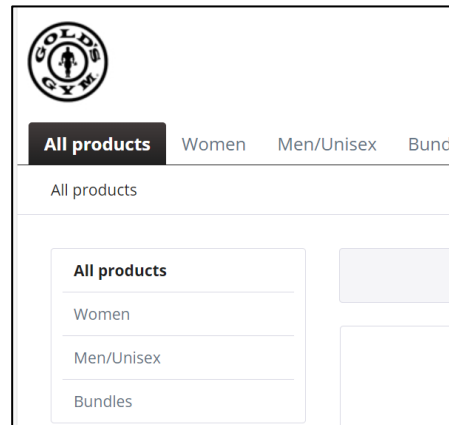 GOLD'S GYM
All products Women Men/Unisex Bund
All products
All products
Women
Men/Unisex
Bundles